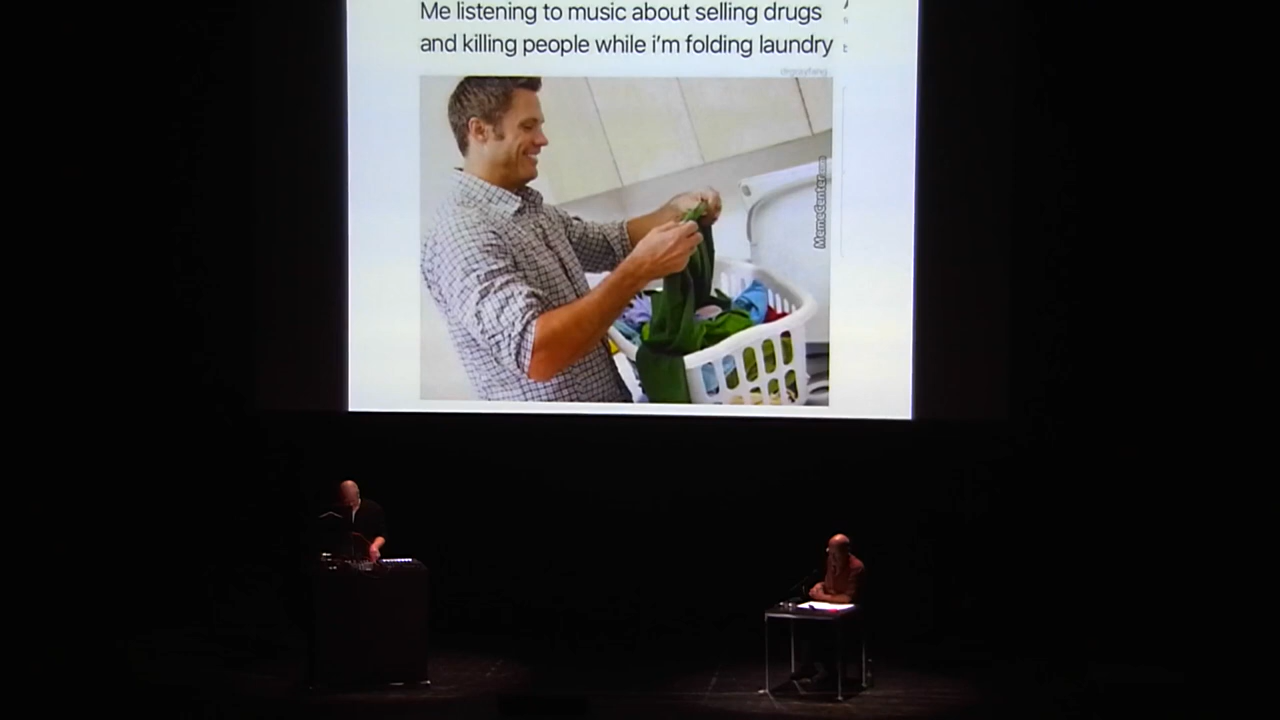 Me listening to music about selling drugs
and killing people while i'm folding laundry
MemeCenter.com